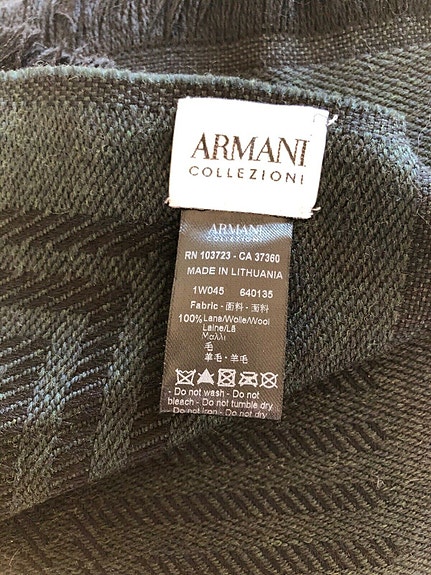 ARMANI
COLLEZIONI
ARMANI
COLLEZIONI
RN 103723 - CA 37360
MADE IN LITHUANIA
1W045 640135
Fabric - 面料 - 面料
100% Lana/Wolle/Wool
Laine/Lã
Μαλλί
毛
羊毛 - 羊毛
- Do not wash - Do not
bleach - Do not tumble dry
- Do not iron - Do not dry